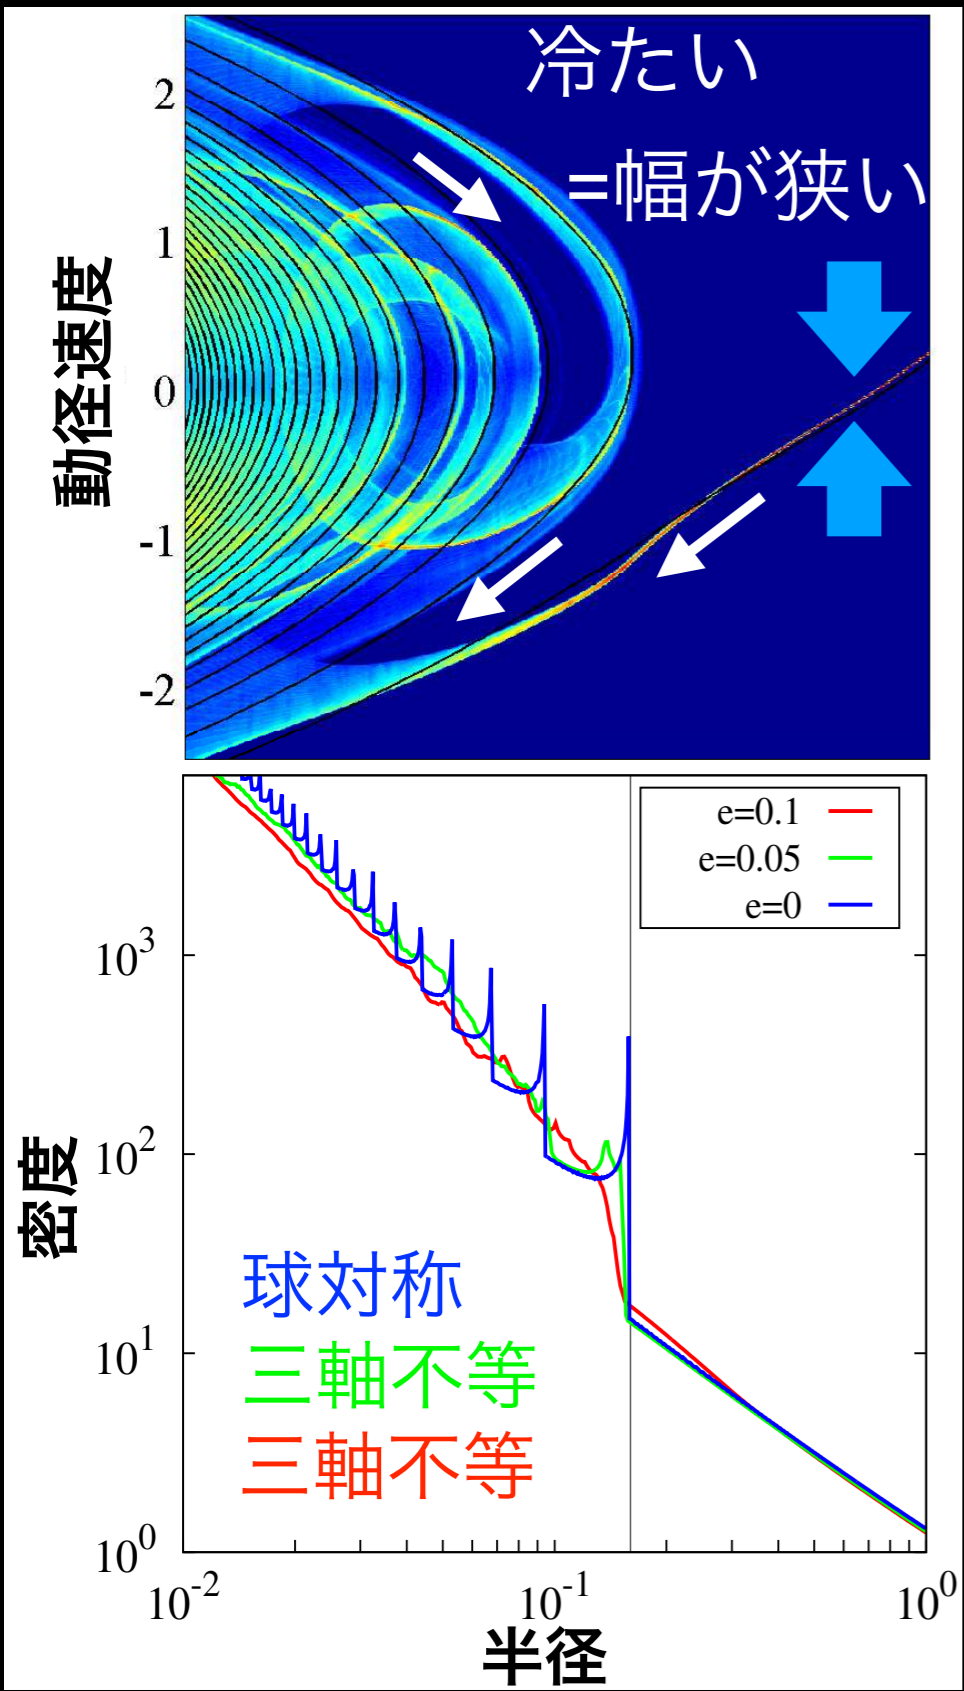 冷たい
=幅が狭い
動径速度
2
1
0
-1
-2
密度
e=0.1
e=0.05
e=0
10^3
10^2
10^1
10^0
球対称
三軸不等
三軸不等
10^-2
10^-1
10^0
半径